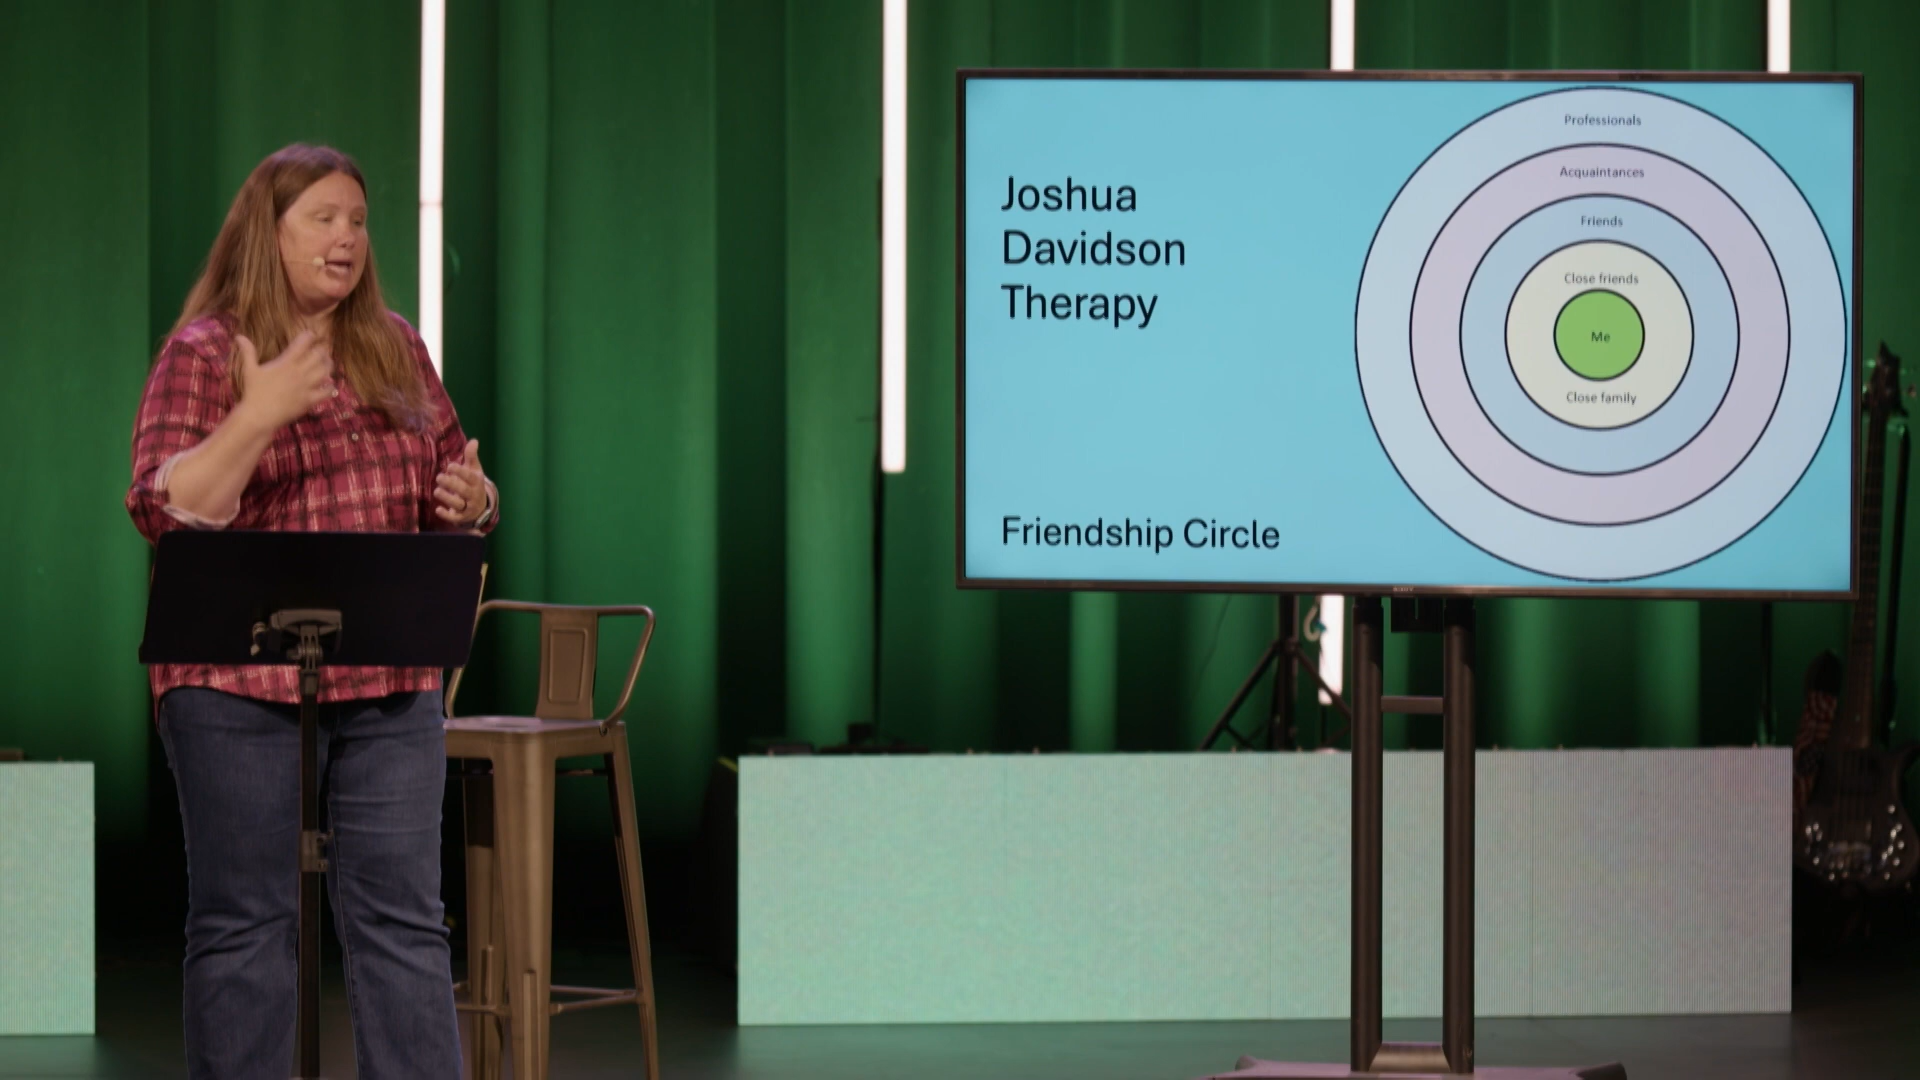 Joshua
Davidson
Therapy
Friendship Circle
Professionals
Acquaintances
Friends
Close friends
Me
Close family